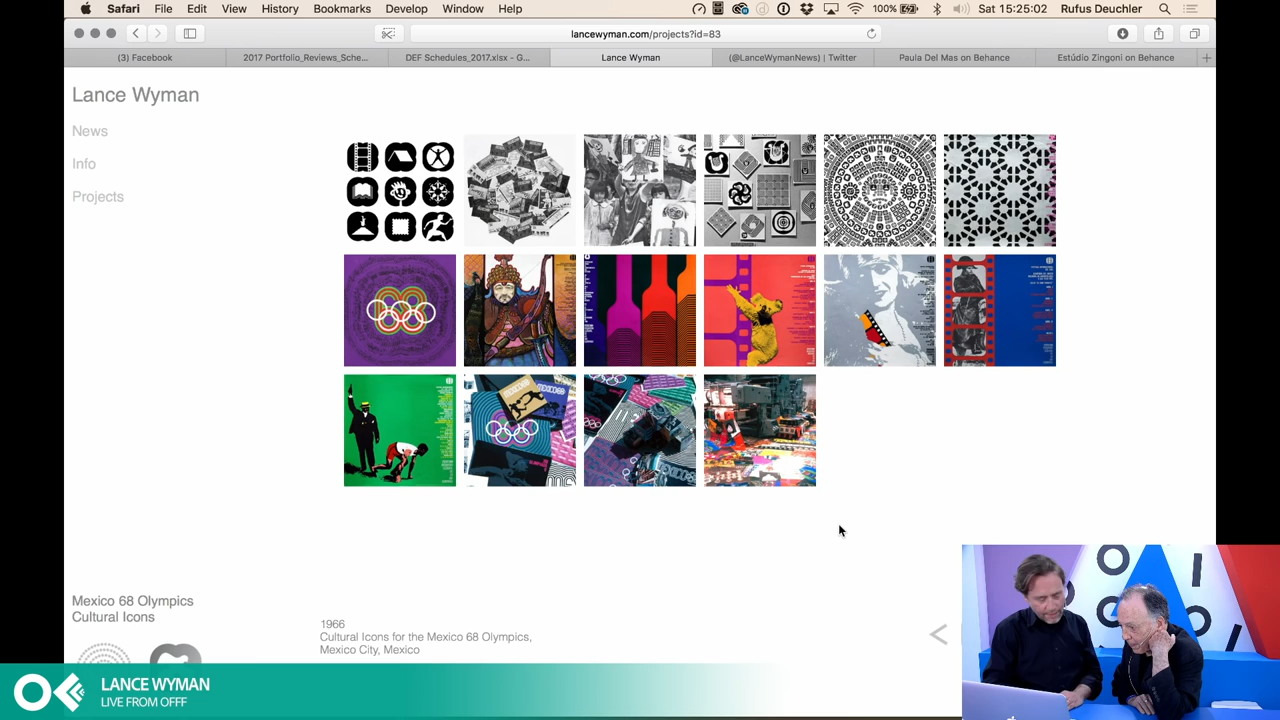 Safari File Edit View History Bookmarks Develop Window Help 100% Sat 15:25:02 Rufus Deuchler
lancewyman.com/projects?id=83
(3) Facebook 2017 Portfolio_Reviews_Sche... DEF Schedules_2017.xlsx - G... Lance Wyman (@LanceWymanNews) | Twitter Paula Del Mas on Behance Estúdio Zingoni on Behance
Lance Wyman
News
Info
Projects
Mexico 68 Olympics
Cultural Icons
1966
Cultural Icons for the Mexico 68 Olympics,
Mexico City, Mexico
LANCE WYMAN
LIVE FROM OFFF